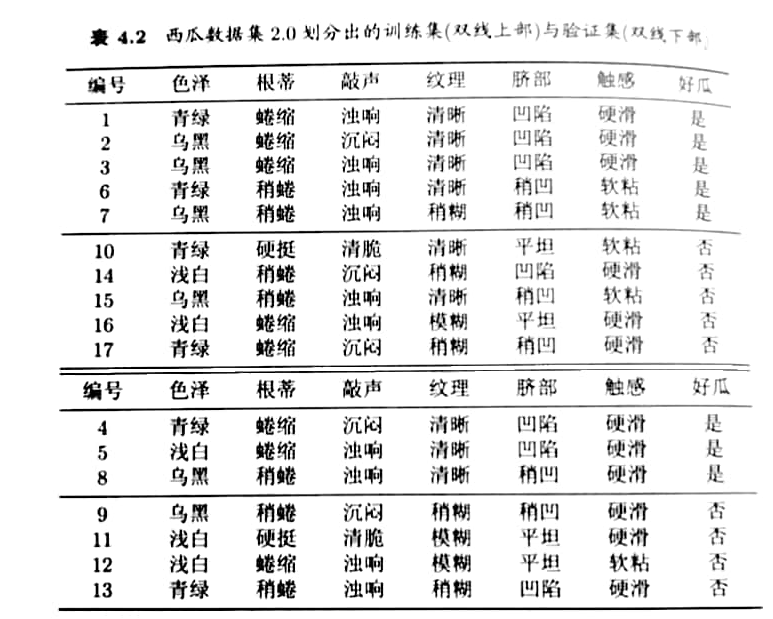 表 4.2 西瓜数据集 2.0 划分出的训练集(双线上部)与验证集(双线下部)
编号 色泽 根蒂 敲声 纹理 脐部 触感 好瓜
1 青绿 蜷缩 浊响 清晰 凹陷 硬滑 是
2 乌黑 蜷缩 沉闷 清晰 凹陷 硬滑 是
3 乌黑 蜷缩 浊响 清晰 凹陷 硬滑 是
6 青绿 稍蜷 浊响 清晰 稍凹 软粘 是
7 乌黑 稍蜷 浊响 稍糊 稍凹 软粘 是
10 青绿 硬挺 清脆 清晰 平坦 软粘 否
14 浅白 稍蜷 沉闷 稍糊 凹陷 硬滑 否
15 乌黑 稍蜷 浊响 清晰 稍凹 软粘 否
16 浅白 蜷缩 浊响 模糊 平坦 硬滑 否
17 青绿 蜷缩 沉闷 稍糊 稍凹 硬滑 否
编号 色泽 根蒂 敲声 纹理 脐部 触感 好瓜
4 青绿 蜷缩 沉闷 清晰 凹陷 硬滑 是
5 浅白 蜷缩 浊响 清晰 凹陷 硬滑 是
8 乌黑 稍蜷 浊响 清晰 稍凹 硬滑 是
9 乌黑 稍蜷 沉闷 稍糊 稍凹 硬滑 否
11 浅白 硬挺 清脆 模糊 平坦 硬滑 否
12 浅白 蜷缩 浊响 模糊 平坦 软粘 否
13 青绿 稍蜷 浊响 稍糊 凹陷 硬滑 否